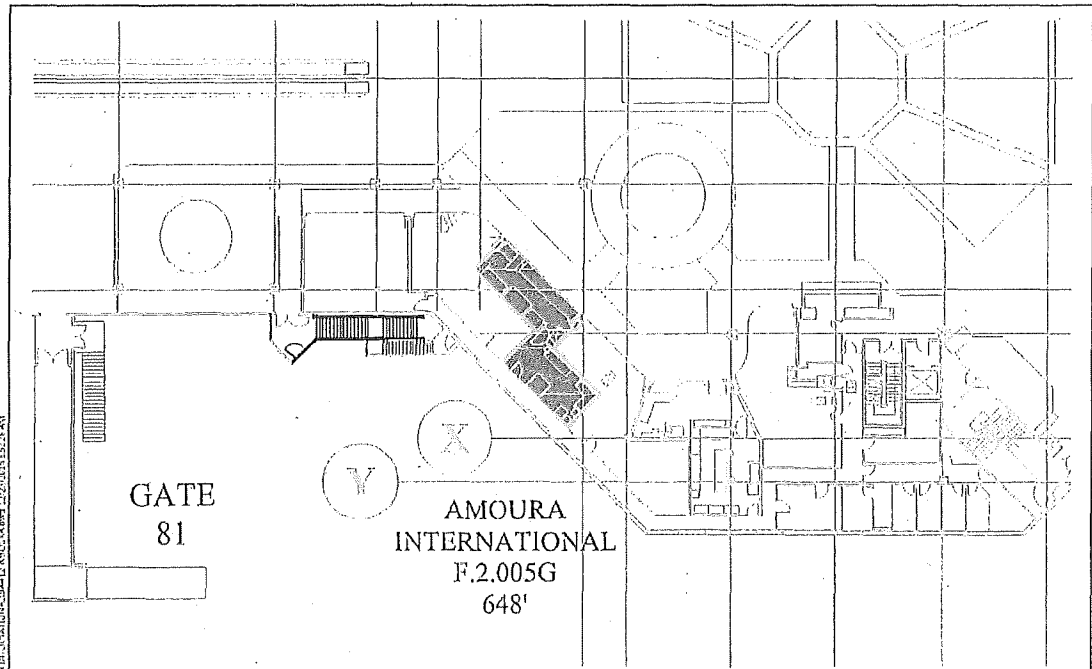 X
Y
GATE
81
AMOURA
INTERNATIONAL
F.2.005G
648'